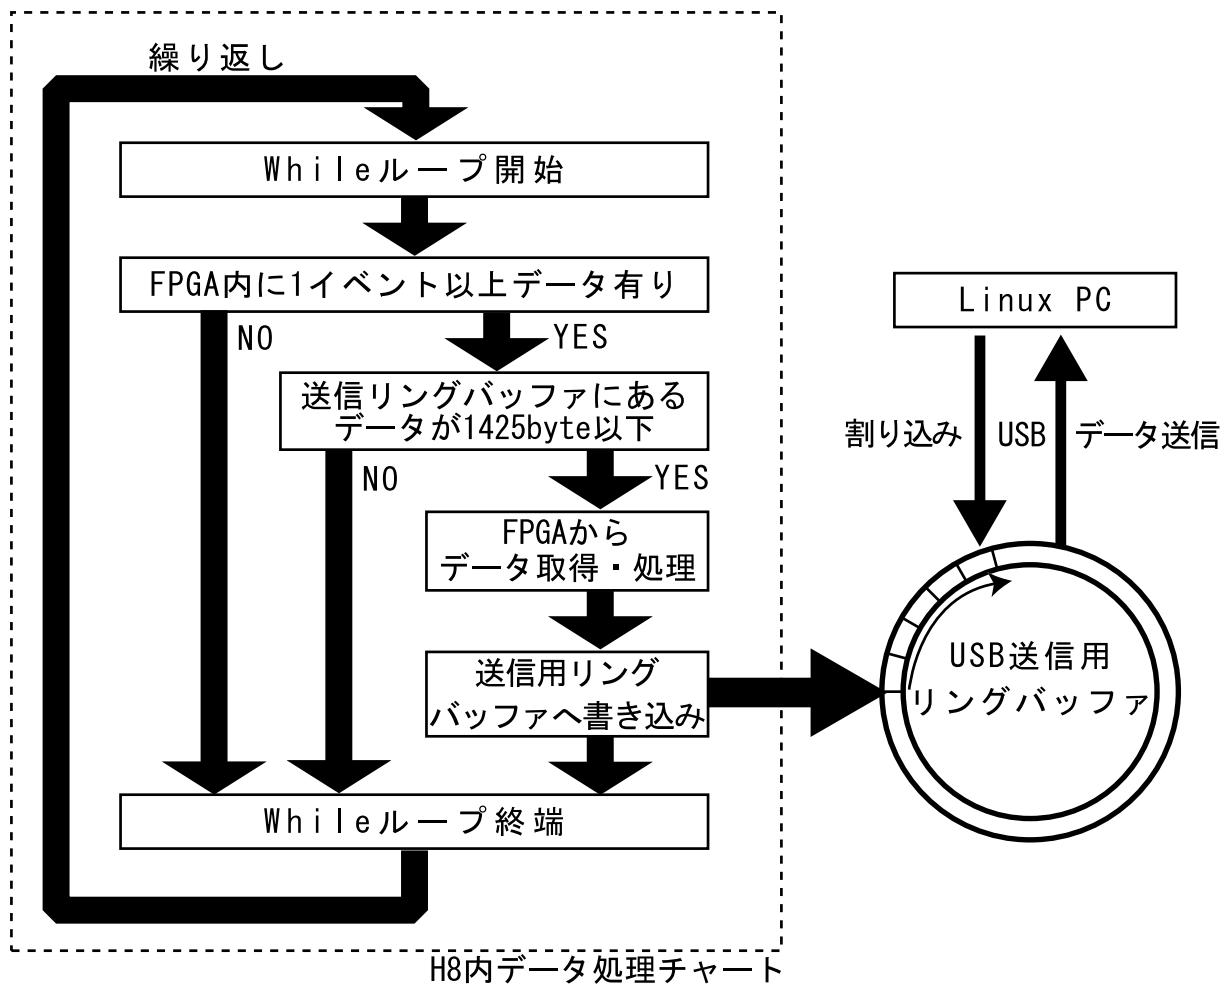 繰り返し
Whileループ開始
FPGA内に1イベント以上データ有り
NO
YES
送信リングバッファにある
データが1425byte以下
NO
YES
FPGAから
データ取得・処理
送信用リング
バッファへ書き込み
Whileループ終端
H8内データ処理チャート
Linux PC
割り込み
USB
データ送信
USB送信用
リングバッファ